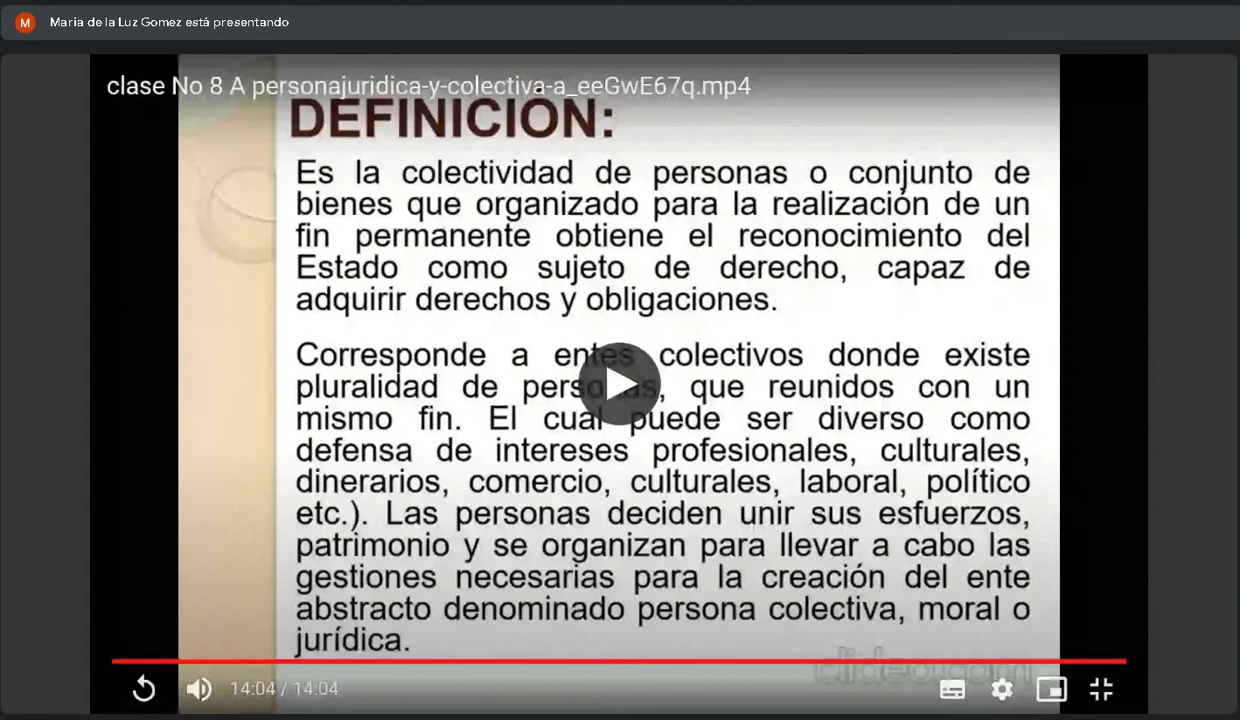 M
Maria de la Luz Gomez está presentando
clase No 8 A personajuridica-y-colectiva-a_eeGwE67q.mp4
DEFINICIÓN:
Es la colectividad de personas o conjunto de
bienes que organizado para la realización de un
fin permanente obtiene el reconocimiento del
Estado como sujeto de derecho, capaz de
adquirir derechos y obligaciones.
Corresponde a entes colectivos donde existe
pluralidad de personas, que reunidos con un
mismo fin. El cual puede ser diverso como
defensa de intereses profesionales, culturales,
dinerarios, comercio, culturales, laboral, político
etc.). Las personas deciden unir sus esfuerzos,
patrimonio y se organizan para llevar a cabo las
gestiones necesarias para la creación del ente
abstracto denominado persona colectiva, moral o
jurídica.
clideo.com
14:04 / 14:04